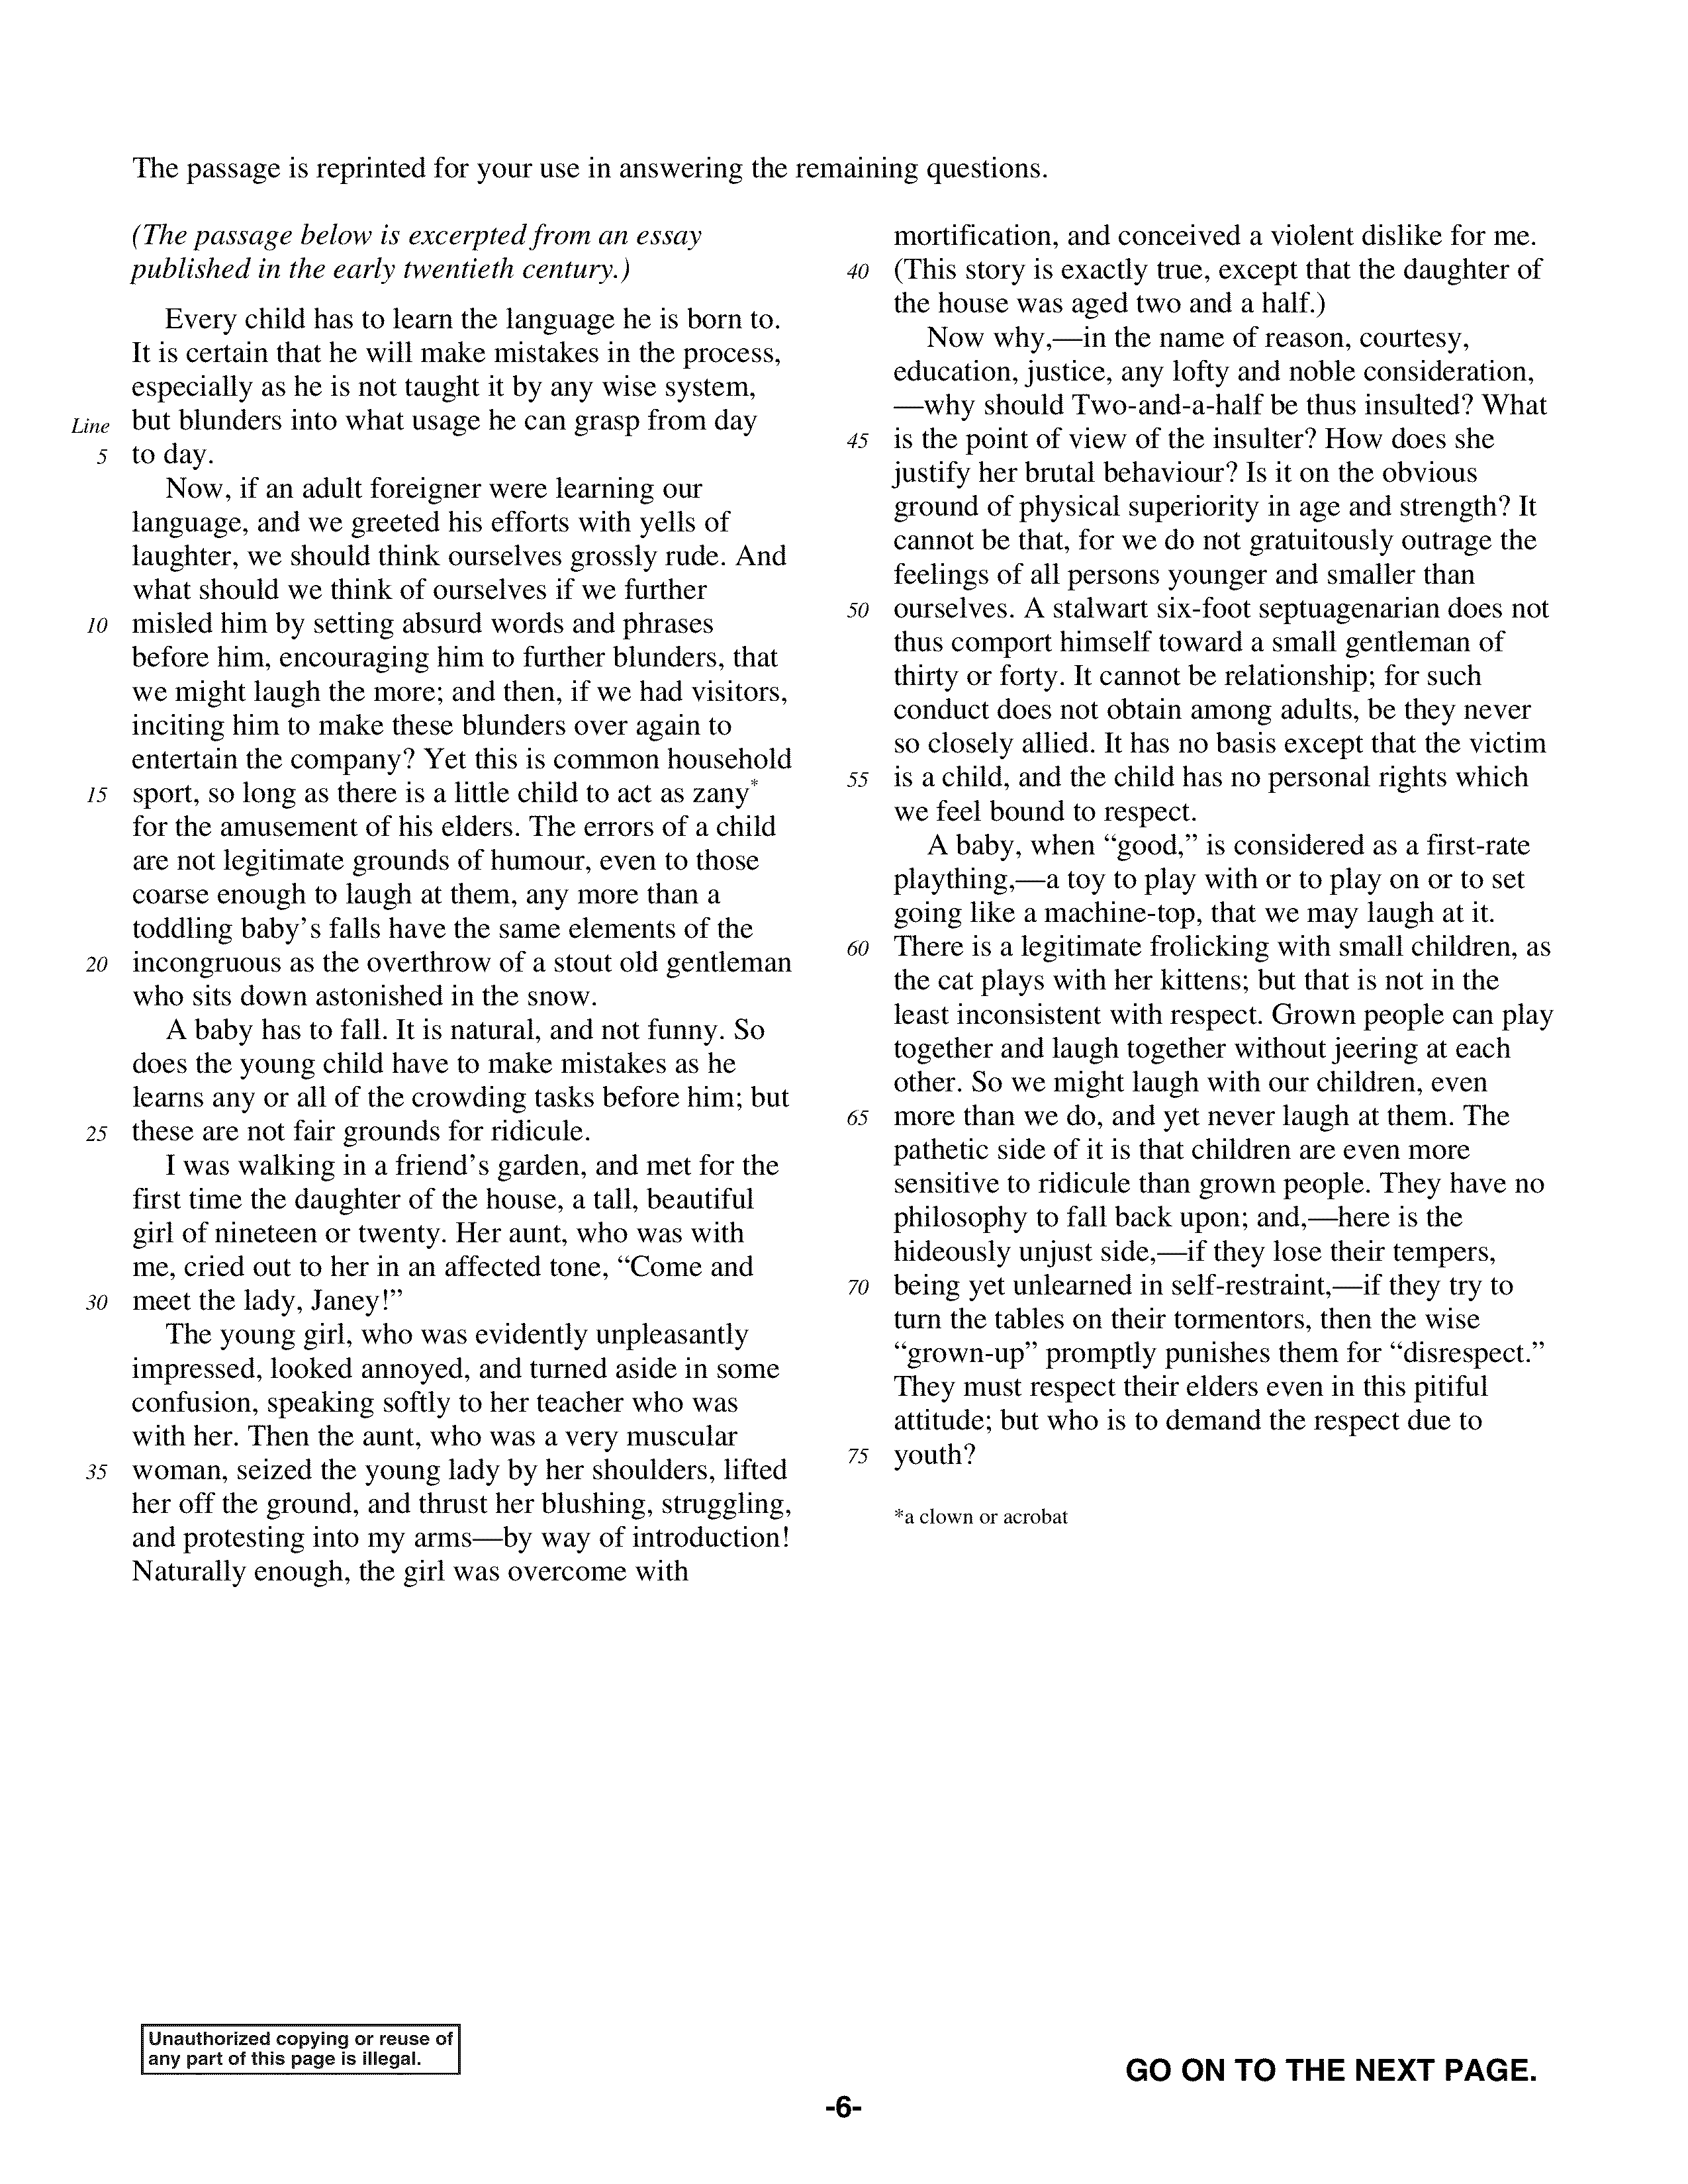 The passage is reprinted for your use in answering the remaining questions.
(The passage below is excerpted from an essay
published in the early twentieth century.)
Every child has to learn the language he is born to.
It is certain that he will make mistakes in the process,
especially as he is not taught it by any wise system,
Line but blunders into what usage he can grasp from day
5 to day.
Now, if an adult foreigner were learning our
language, and we greeted his efforts with yells of
laughter, we should think ourselves grossly rude. And
what should we think of ourselves if we further
10 misled him by setting absurd words and phrases
before him, encouraging him to further blunders, that
we might laugh the more; and then, if we had visitors,
inciting him to make these blunders over again to
entertain the company? Yet this is common household
15 sport, so long as there is a little child to act as zany*
for the amusement of his elders. The errors of a child
are not legitimate grounds of humour, even to those
coarse enough to laugh at them, any more than a
toddling baby’s falls have the same elements of the
20 incongruous as the overthrow of a stout old gentleman
who sits down astonished in the snow.
A baby has to fall. It is natural, and not funny. So
does the young child have to make mistakes as he
learns any or all of the crowding tasks before him; but
25 these are not fair grounds for ridicule.
I was walking in a friend’s garden, and met for the
first time the daughter of the house, a tall, beautiful
girl of nineteen or twenty. Her aunt, who was with
me, cried out to her in an affected tone, “Come and
30 meet the lady, Janey!”
The young girl, who was evidently unpleasantly
impressed, looked annoyed, and turned aside in some
confusion, speaking softly to her teacher who was
with her. Then the aunt, who was a very muscular
35 woman, seized the young lady by her shoulders, lifted
her off the ground, and thrust her blushing, struggling,
and protesting into my arms—by way of introduction!
Naturally enough, the girl was overcome with
mortification, and conceived a violent dislike for me.
40 (This story is exactly true, except that the daughter of
the house was aged two and a half.)
Now why,—in the name of reason, courtesy,
education, justice, any lofty and noble consideration,
—why should Two-and-a-half be thus insulted? What
45 is the point of view of the insulter? How does she
justify her brutal behaviour? Is it on the obvious
ground of physical superiority in age and strength? It
cannot be that, for we do not gratuitously outrage the
feelings of all persons younger and smaller than
50 ourselves. A stalwart six-foot septuagenarian does not
thus comport himself toward a small gentleman of
thirty or forty. It cannot be relationship; for such
conduct does not obtain among adults, be they never
so closely allied. It has no basis except that the victim
55 is a child, and the child has no personal rights which
we feel bound to respect.
A baby, when “good,” is considered as a first-rate
plaything,—a toy to play with or to play on or to set
going like a machine-top, that we may laugh at it.
60 There is a legitimate frolicking with small children, as
the cat plays with her kittens; but that is not in the
least inconsistent with respect. Grown people can play
together and laugh together without jeering at each
other. So we might laugh with our children, even
65 more than we do, and yet never laugh at them. The
pathetic side of it is that children are even more
sensitive to ridicule than grown people. They have no
philosophy to fall back upon; and,—here is the
hideously unjust side,—if they lose their tempers,
70 being yet unlearned in self-restraint,—if they try to
turn the tables on their tormentors, then the wise
“grown-up” promptly punishes them for “disrespect.”
They must respect their elders even in this pitiful
attitude; but who is to demand the respect due to
75 youth?
*a clown or acrobat
Unauthorized copying or reuse of
any part of this page is illegal.
GO ON TO THE NEXT PAGE.
-6-